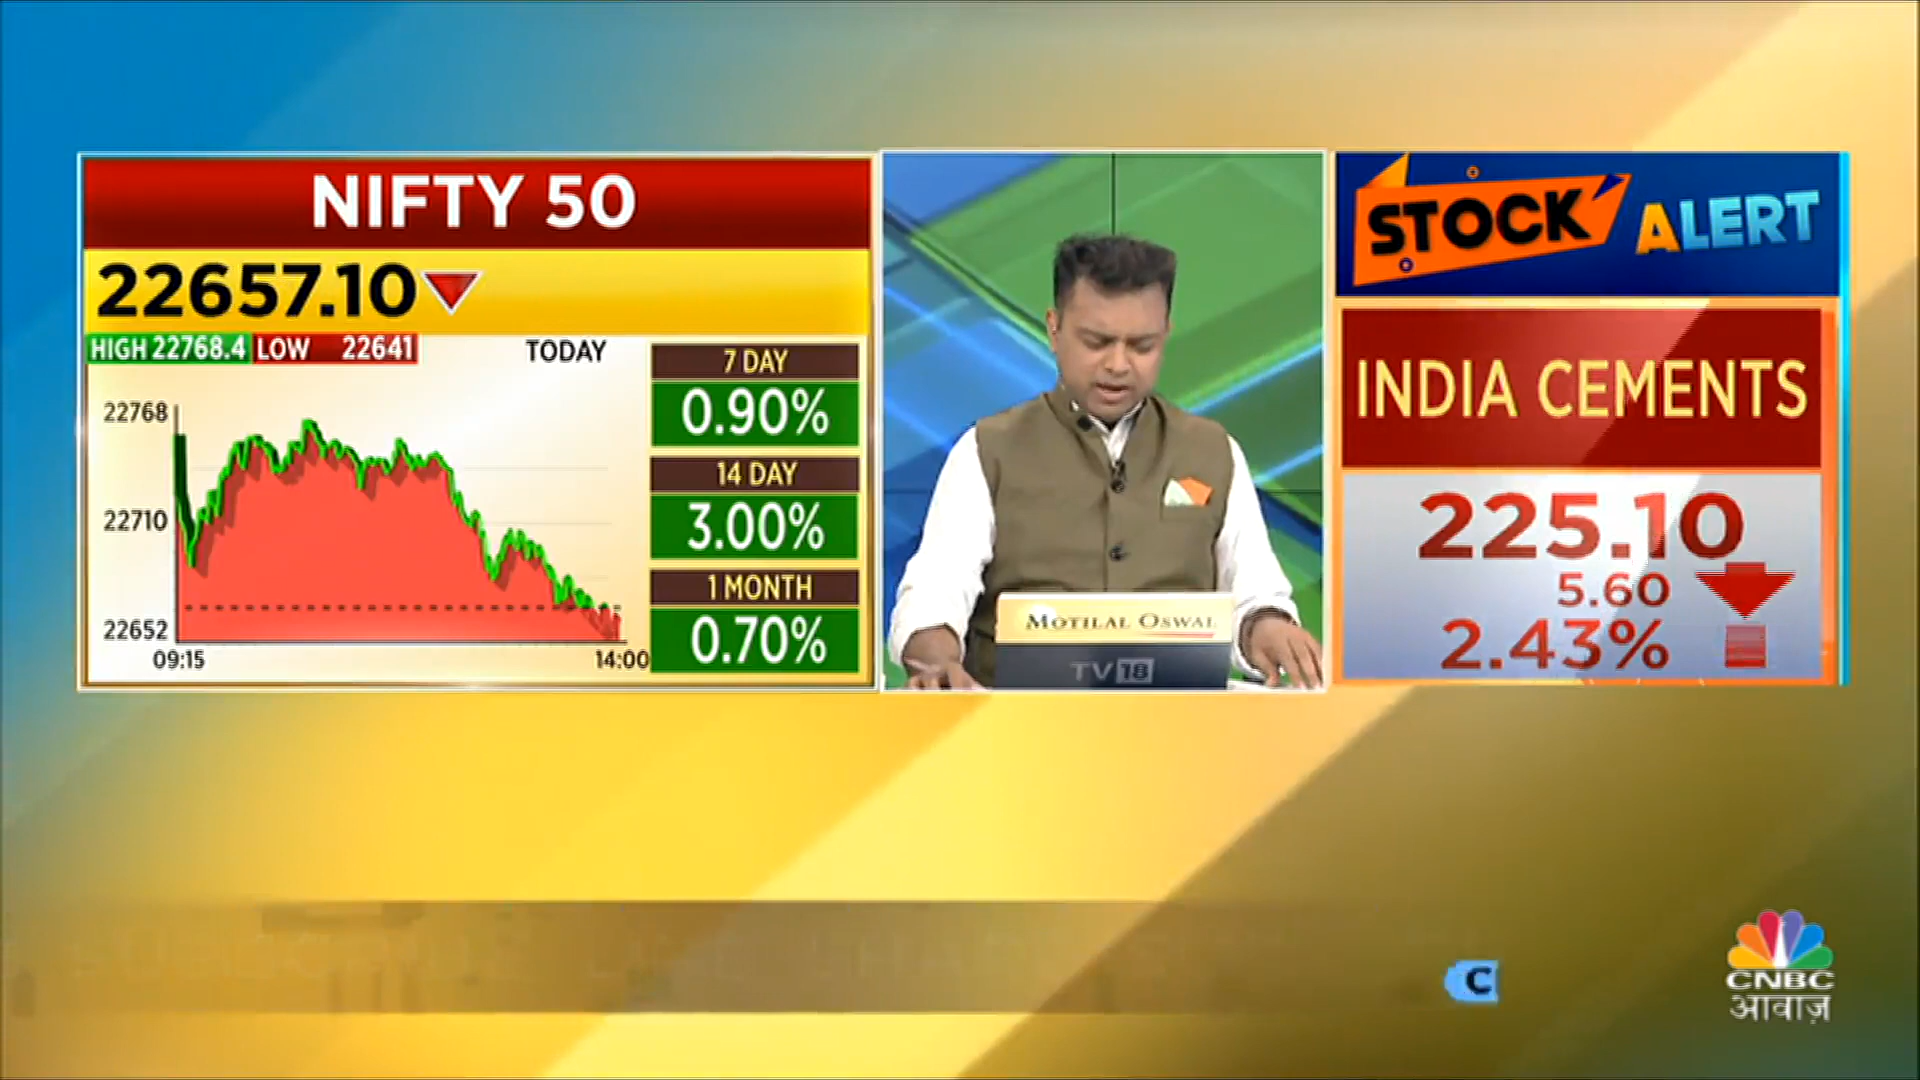 NIFTY 50
22657.10
HIGH 22768.4 LOW 22641
TODAY
22768
22710
22652
09:15
14:00
7 DAY
0.90%
14 DAY
3.00%
1 MONTH
0.70%
MOTILAL OSWAL
TV18
STOCK ALERT
INDIA CEMENTS
225.10
5.60
2.43%
C
CNBC
आवाज़